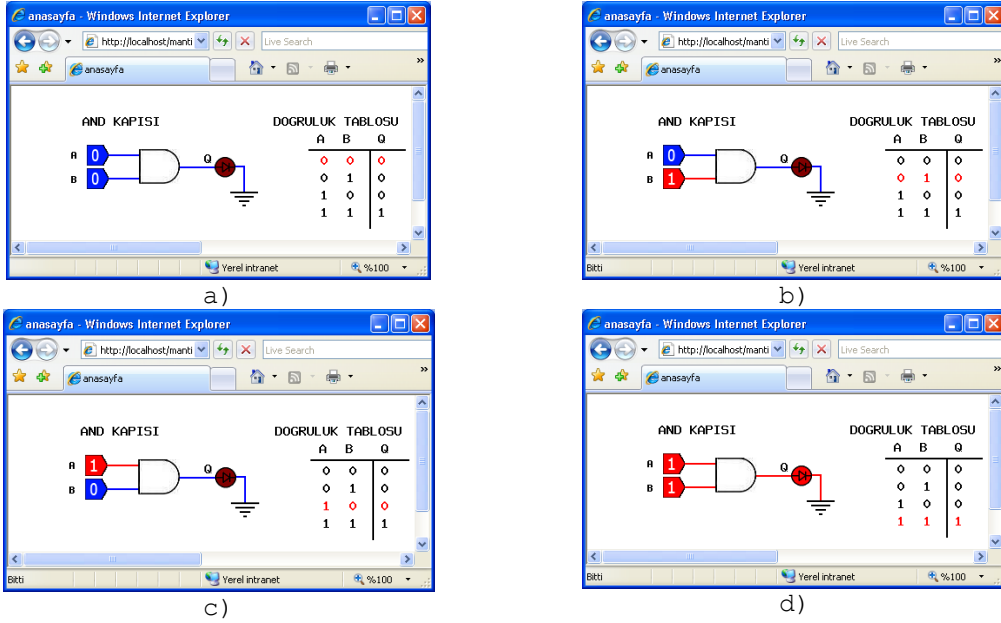 anasayfa - Windows Internet Explorer
http://localhost/manti
Live Search
anasayfa
»
AND KAPISI
DOGRULUK TABLOSU
A B Q
A 0
B 0
Q
0 0 0
0 1 0
1 0 0
1 1 1
Yerel intranet
%100
a)
anasayfa - Windows Internet Explorer
http://localhost/manti
Live Search
anasayfa
»
AND KAPISI
DOGRULUK TABLOSU
A B Q
A 0
B 1
Q
0 0 0
0 1 0
1 0 0
1 1 1
Bitti
Yerel intranet
%100
b)
anasayfa - Windows Internet Explorer
http://localhost/manti
Live Search
anasayfa
»
AND KAPISI
DOGRULUK TABLOSU
A B Q
A 1
B 0
Q
0 0 0
0 1 0
1 0 0
1 1 1
Bitti
Yerel intranet
%100
c)
anasayfa - Windows Internet Explorer
http://localhost/manti
Live Search
anasayfa
»
AND KAPISI
DOGRULUK TABLOSU
A B Q
A 1
B 1
Q
0 0 0
0 1 0
1 0 0
1 1 1
Bitti
Yerel intranet
%100
d)